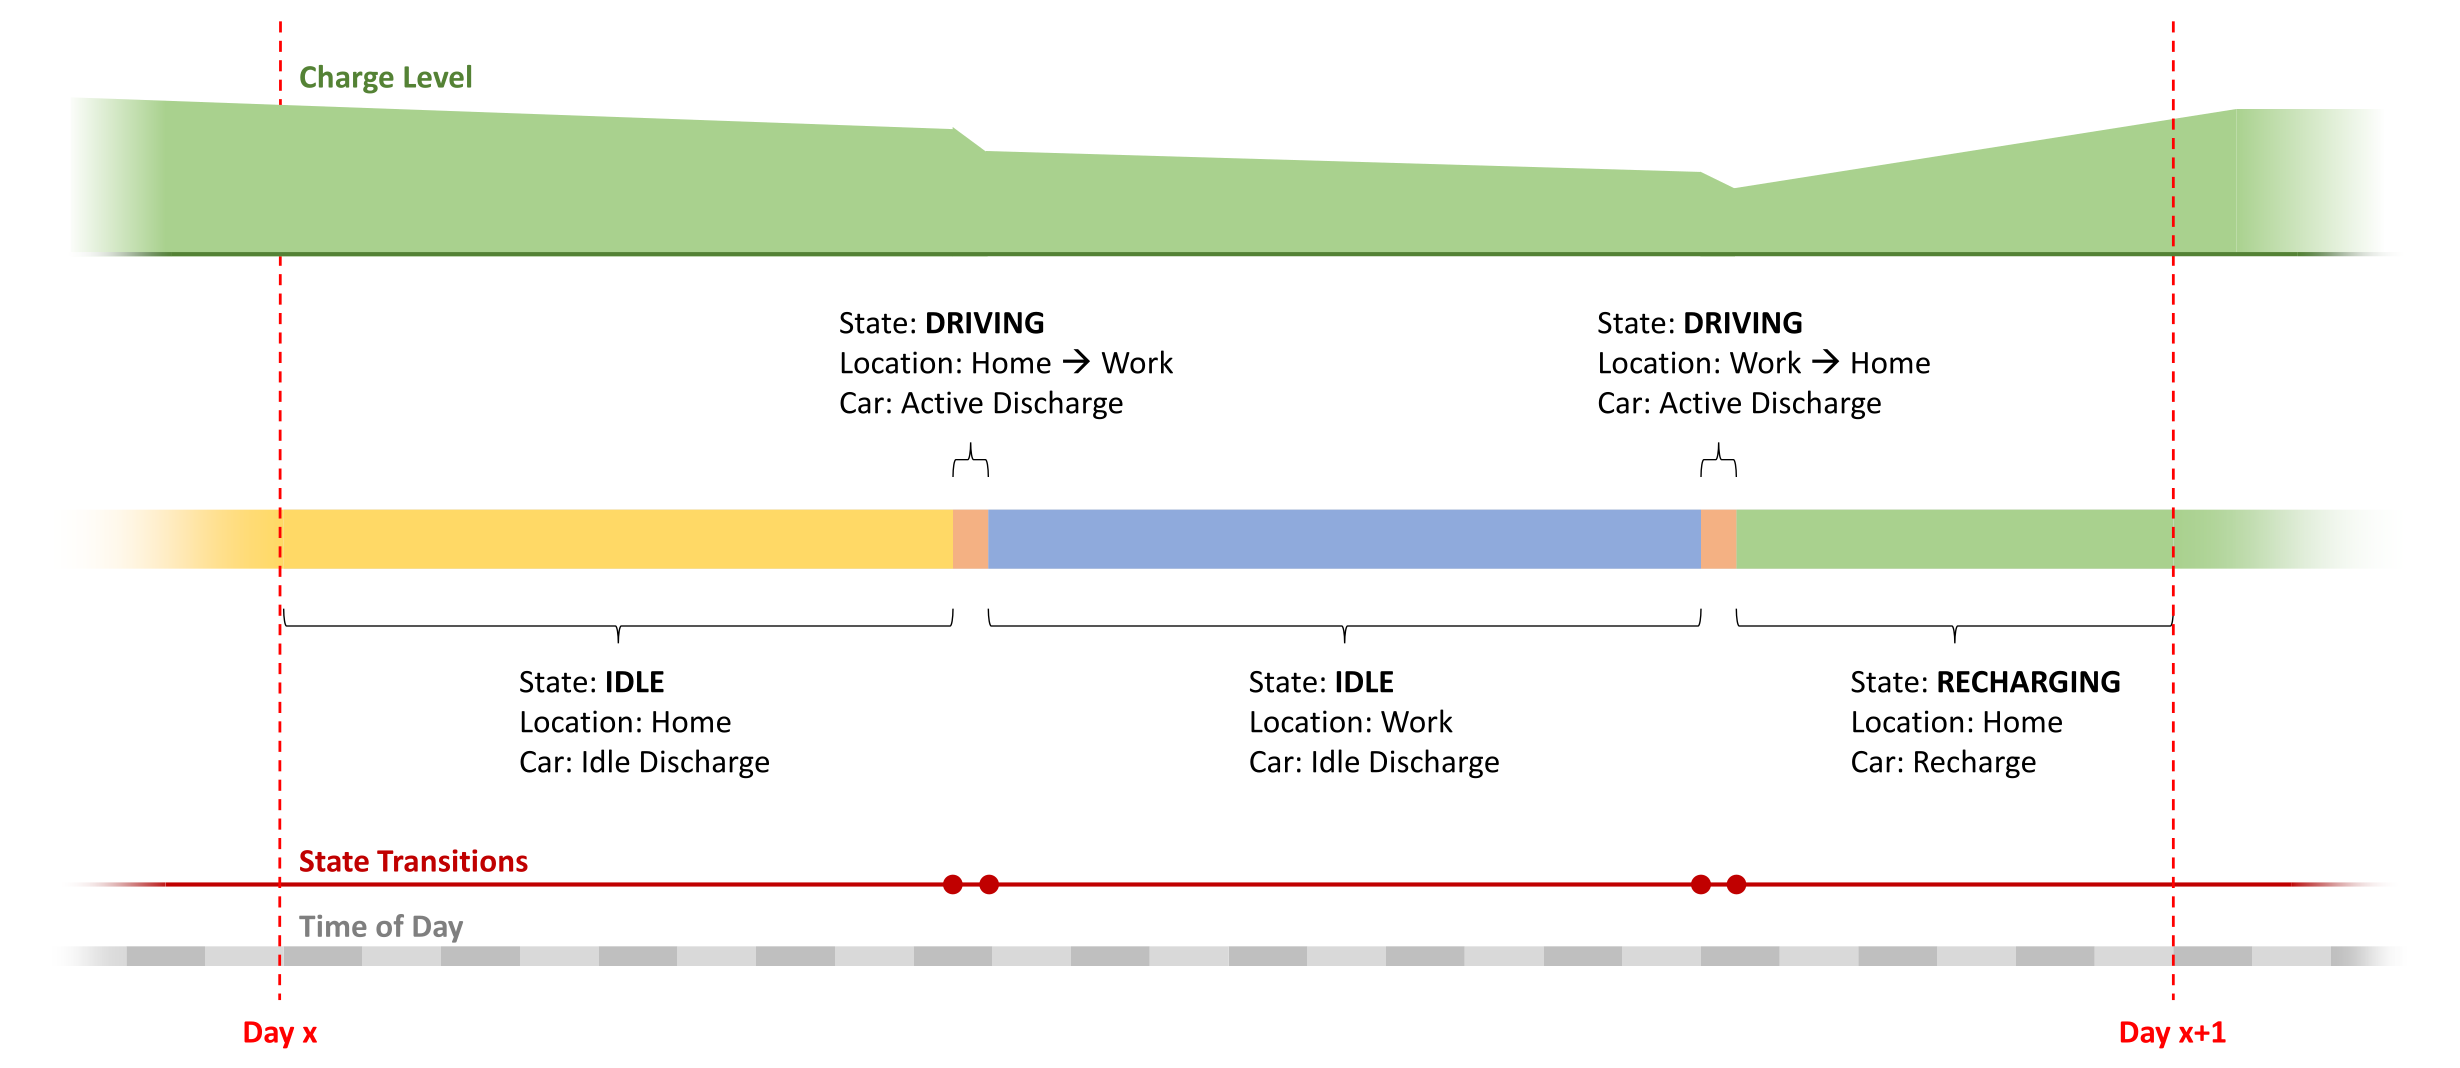 Charge Level
State: DRIVING
Location: Home → Work
Car: Active Discharge
State: DRIVING
Location: Work → Home
Car: Active Discharge
State: IDLE
Location: Home
Car: Idle Discharge
State: IDLE
Location: Work
Car: Idle Discharge
State: RECHARGING
Location: Home
Car: Recharge
State Transitions
Time of Day
Day x
Day x+1